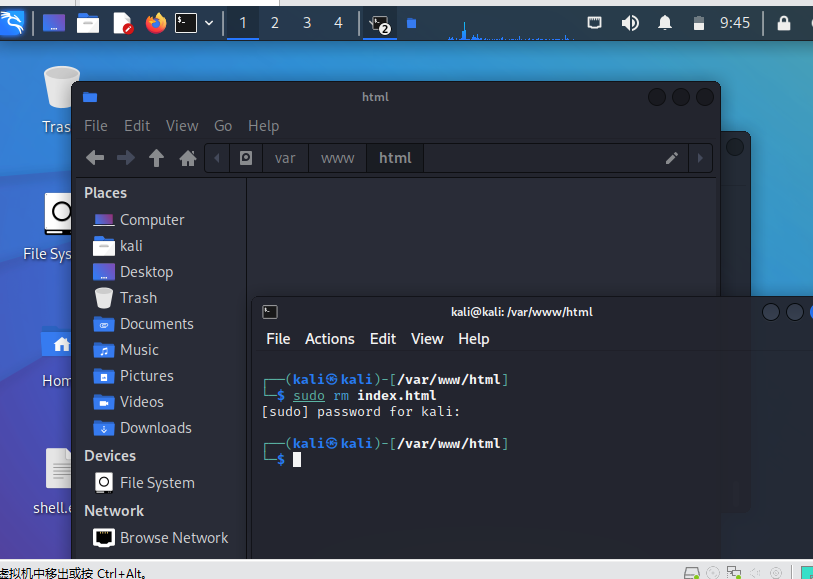 1 2 3 4 2 9:45
Tras
File Sys
Hom
shell.e
html
File Edit View Go Help
var www html
Places
Computer
kali
Desktop
Trash
Documents
Music
Pictures
Videos
Downloads
Devices
File System
Network
Browse Network
kali@kali: /var/www/html
File Actions Edit View Help
┌──(kali㉿kali)-[/var/www/html]
└─$ sudo rm index.html
[sudo] password for kali:
┌──(kali㉿kali)-[/var/www/html]
└─$
虚拟机中移出或按 Ctrl+Alt。